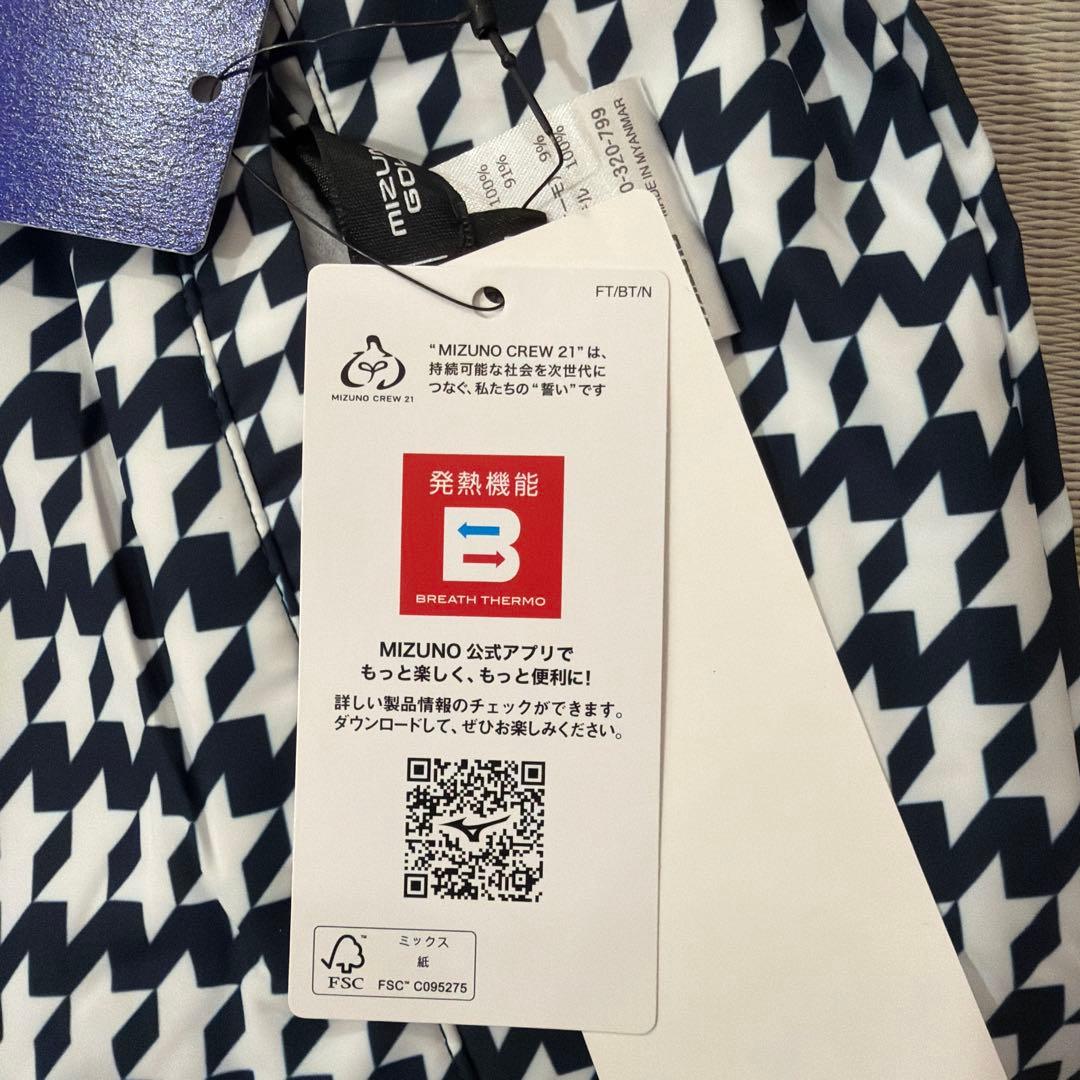 MIZUNO
GOL
100%
91%
9%
100%
0-320-799
MADE IN MYANMAR
FT/BT/N
MIZUNO CREW 21
“MIZUNO CREW 21”は、
持続可能な社会を次世代に
つなぐ、私たちの“誓い”です
発熱機能
B
BREATH THERMO
MIZUNO 公式アプリで
もっと楽しく、もっと便利に!
詳しい製品情報のチェックができます。
ダウンロードして、ぜひお楽しみください。
FSC™
ミックス
紙
FSC™ C095275